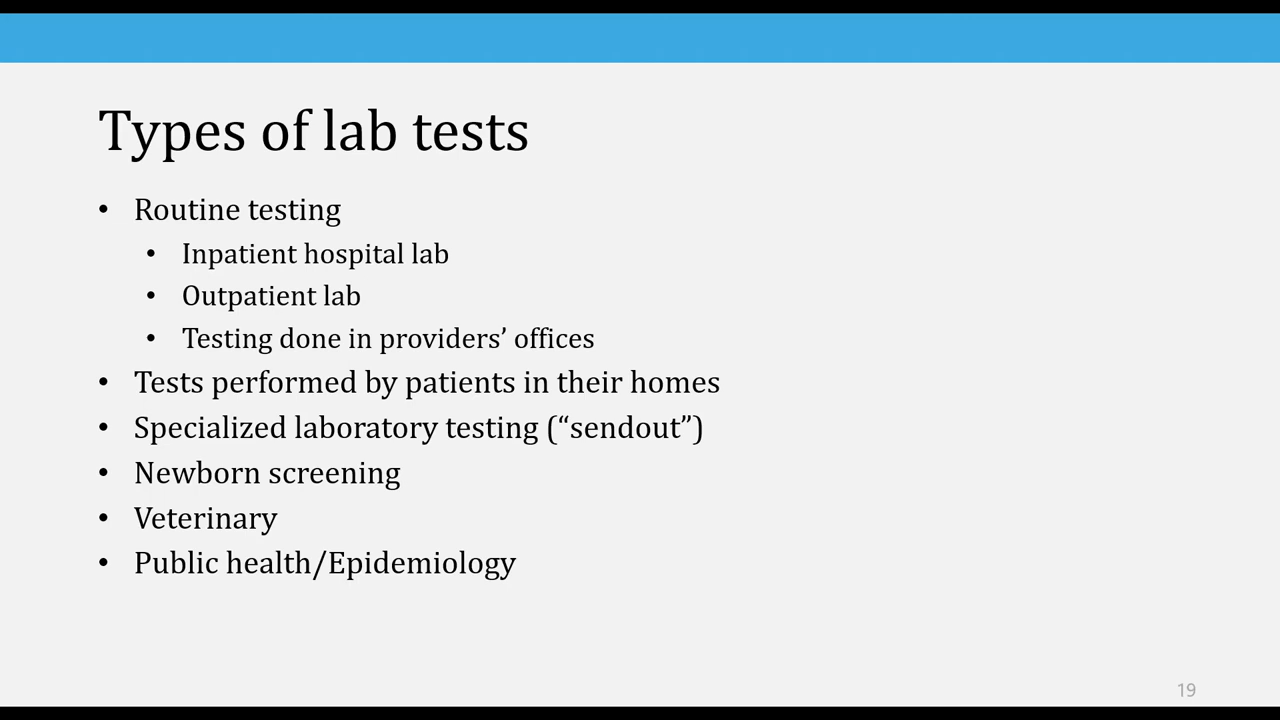 Types of lab tests
• Routine testing
• Inpatient hospital lab
• Outpatient lab
• Testing done in providers’ offices
• Tests performed by patients in their homes
• Specialized laboratory testing (“sendout”)
• Newborn screening
• Veterinary
• Public health/Epidemiology
19